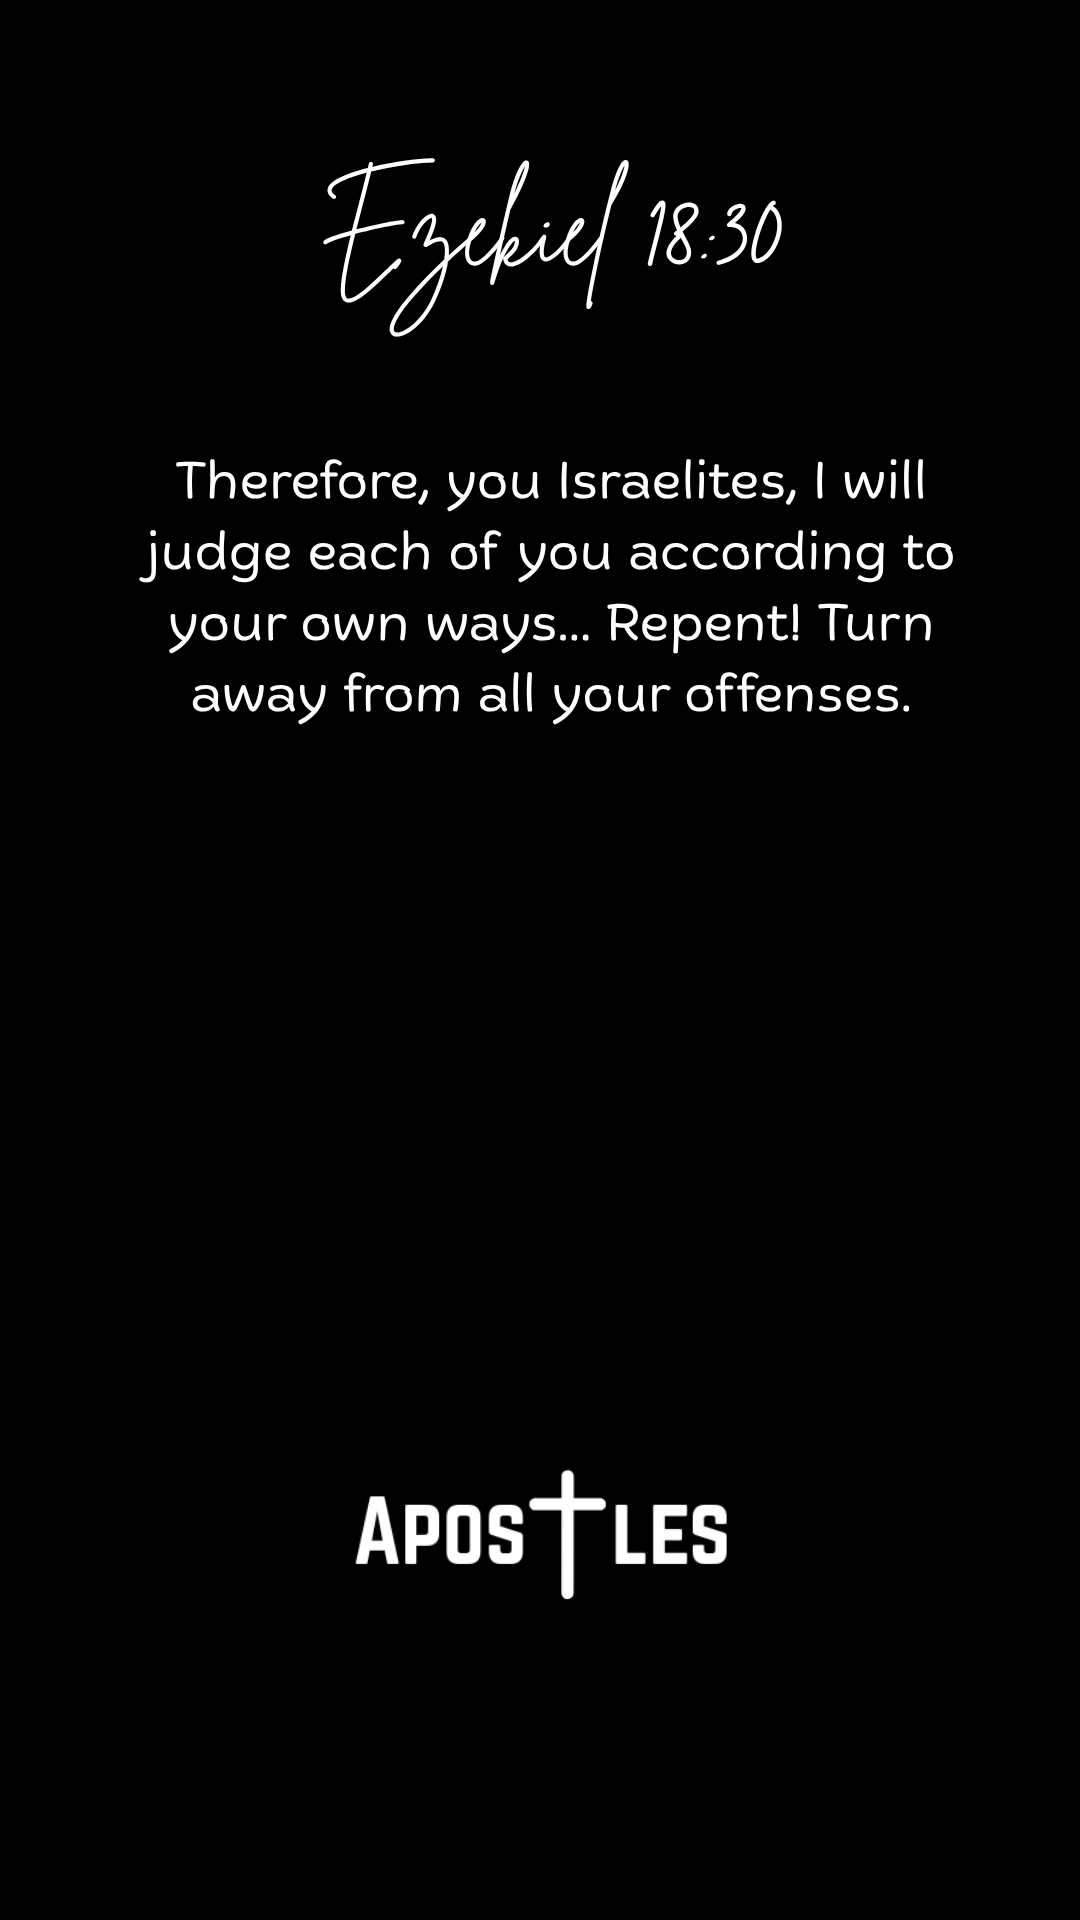 Ezekiel 18:30
Therefore, you Israelites, I will
judge each of you according to
your own ways... Repent! Turn
away from all your offenses.
APOSTLES